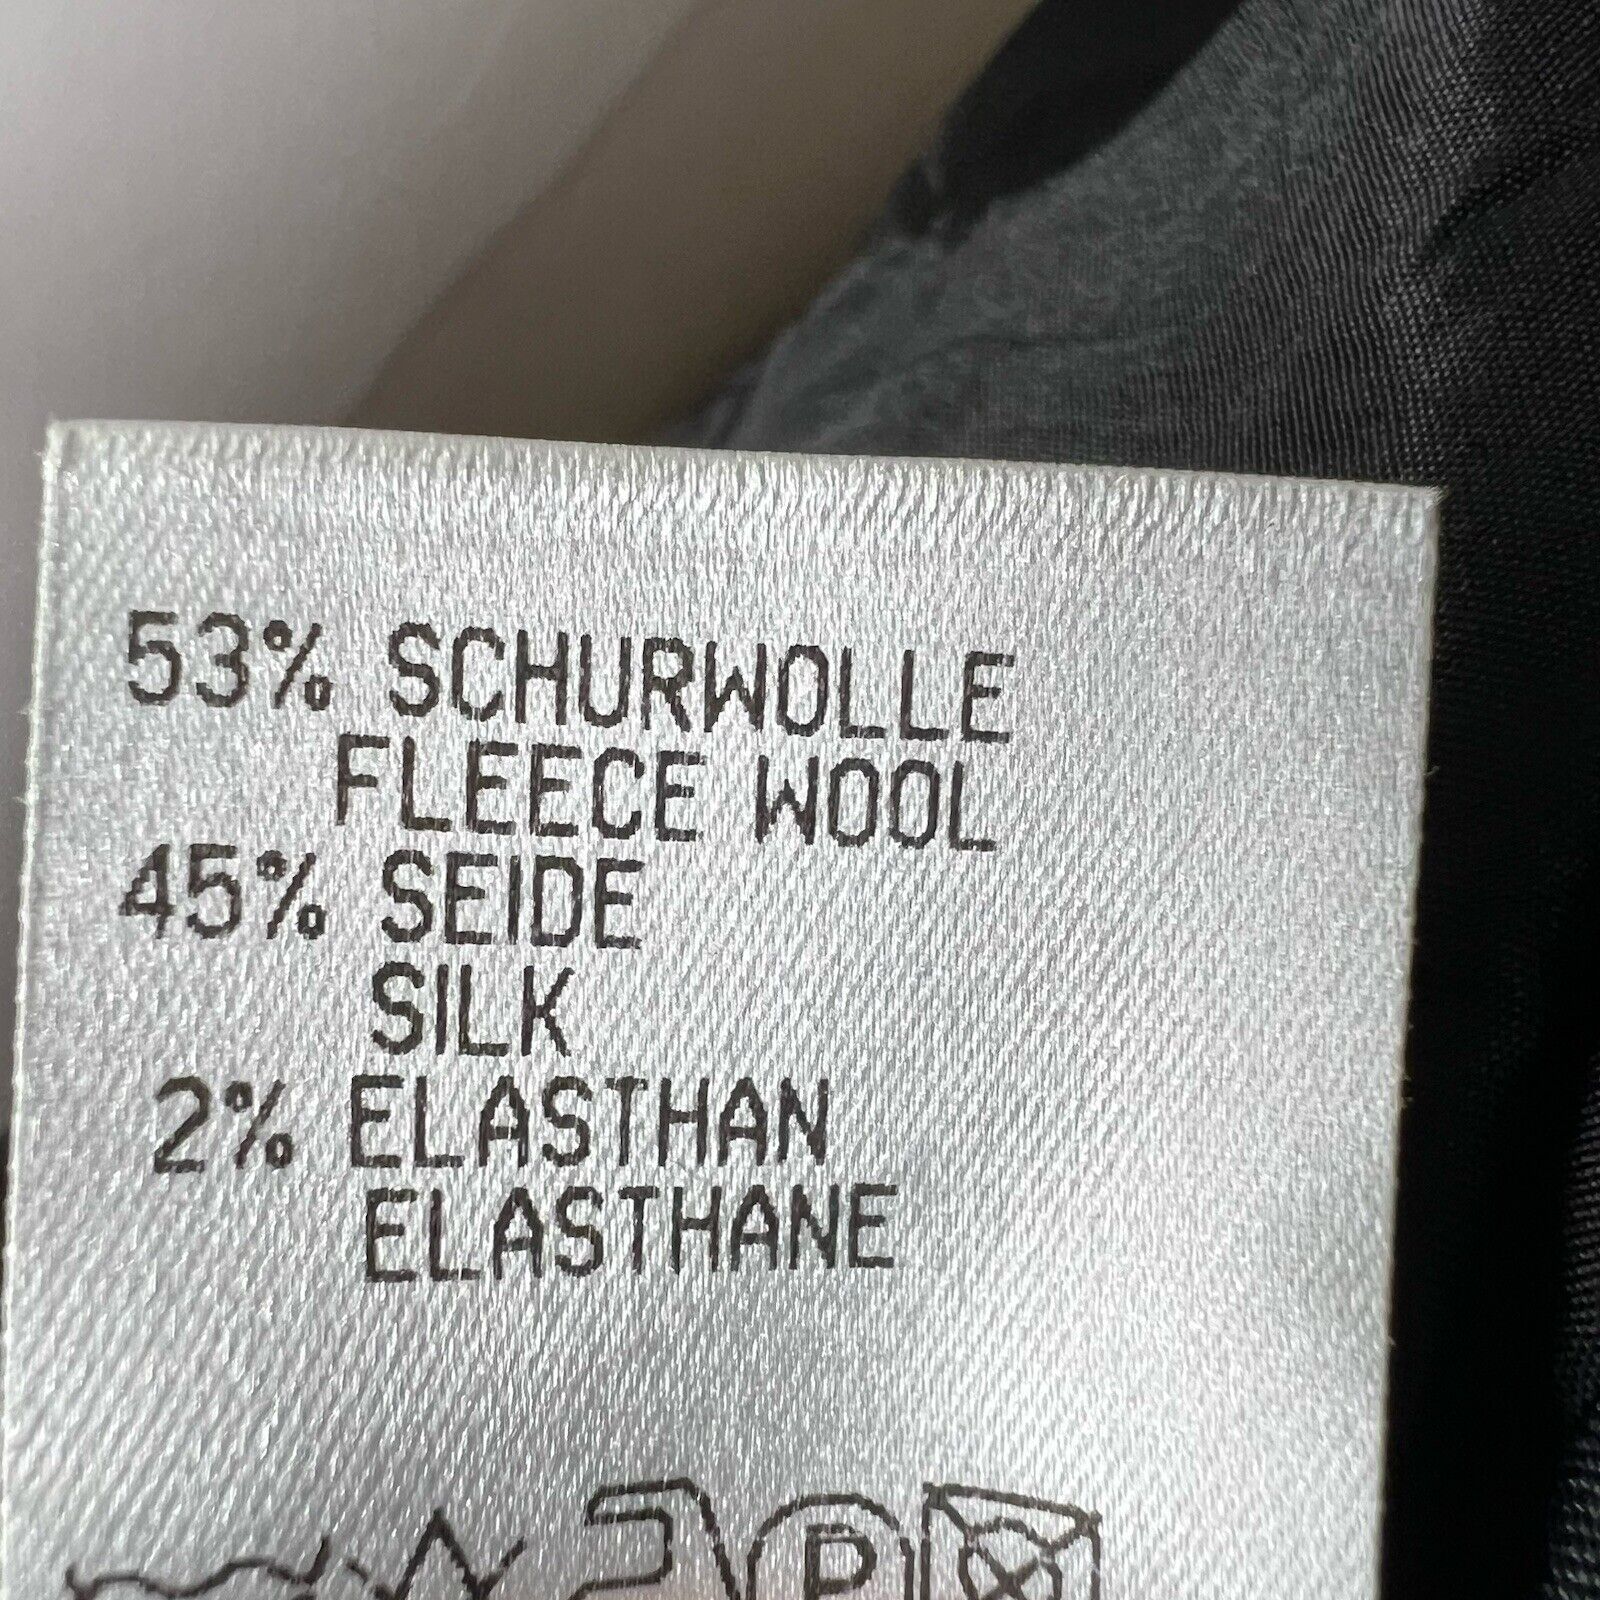 53% SCHURWOLLE
FLEECE WOOL
45% SEIDE
SILK
2% ELASTHAN
ELASTHANE
P